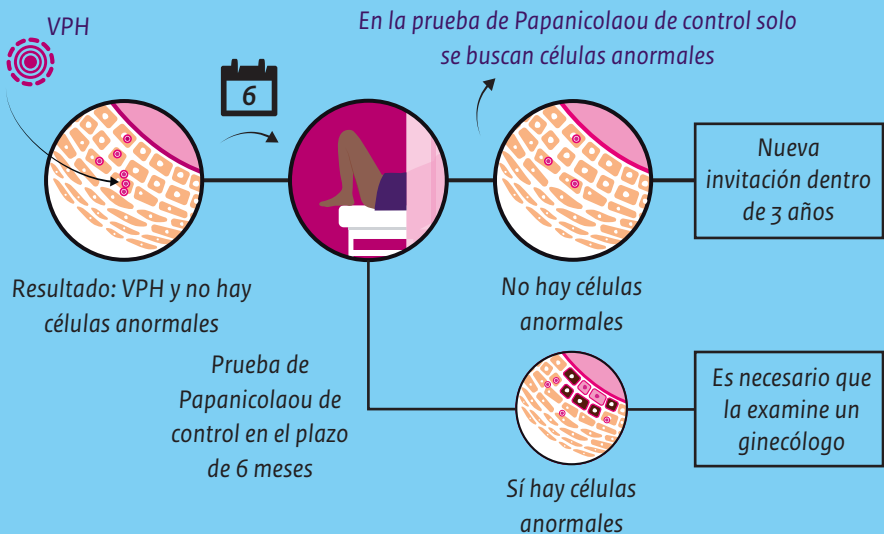 VPH
En la prueba de Papanicolaou de control solo
se buscan células anormales
6
Resultado: VPH y no hay
células anormales
Prueba de
Papanicolaou de
control en el plazo
de 6 meses
No hay células
anormales
Nueva
invitación dentro
de 3 años
Sí hay células
anormales
Es necesario que
la examine un
ginecólogo